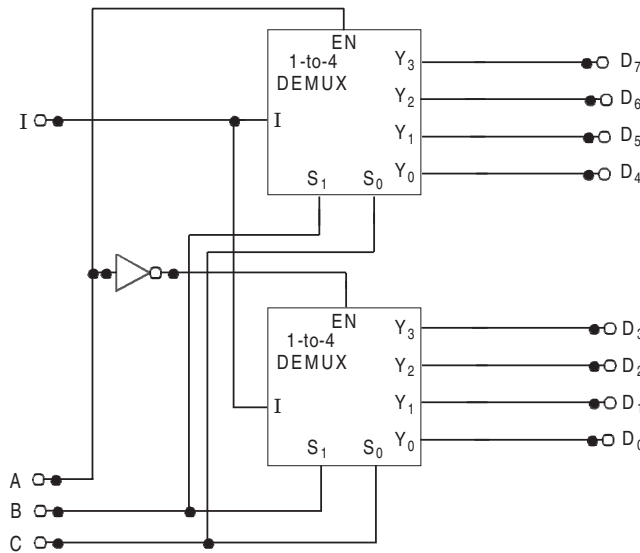 EN
1-to-4
DEMUX
Y3
D7
Y2
D6
I
I
Y1
D5
Y0
D4
S1
S0
EN
1-to-4
DEMUX
Y3
D3
Y2
D2
I
Y1
D1
Y0
D0
S1
S0
A
B
C